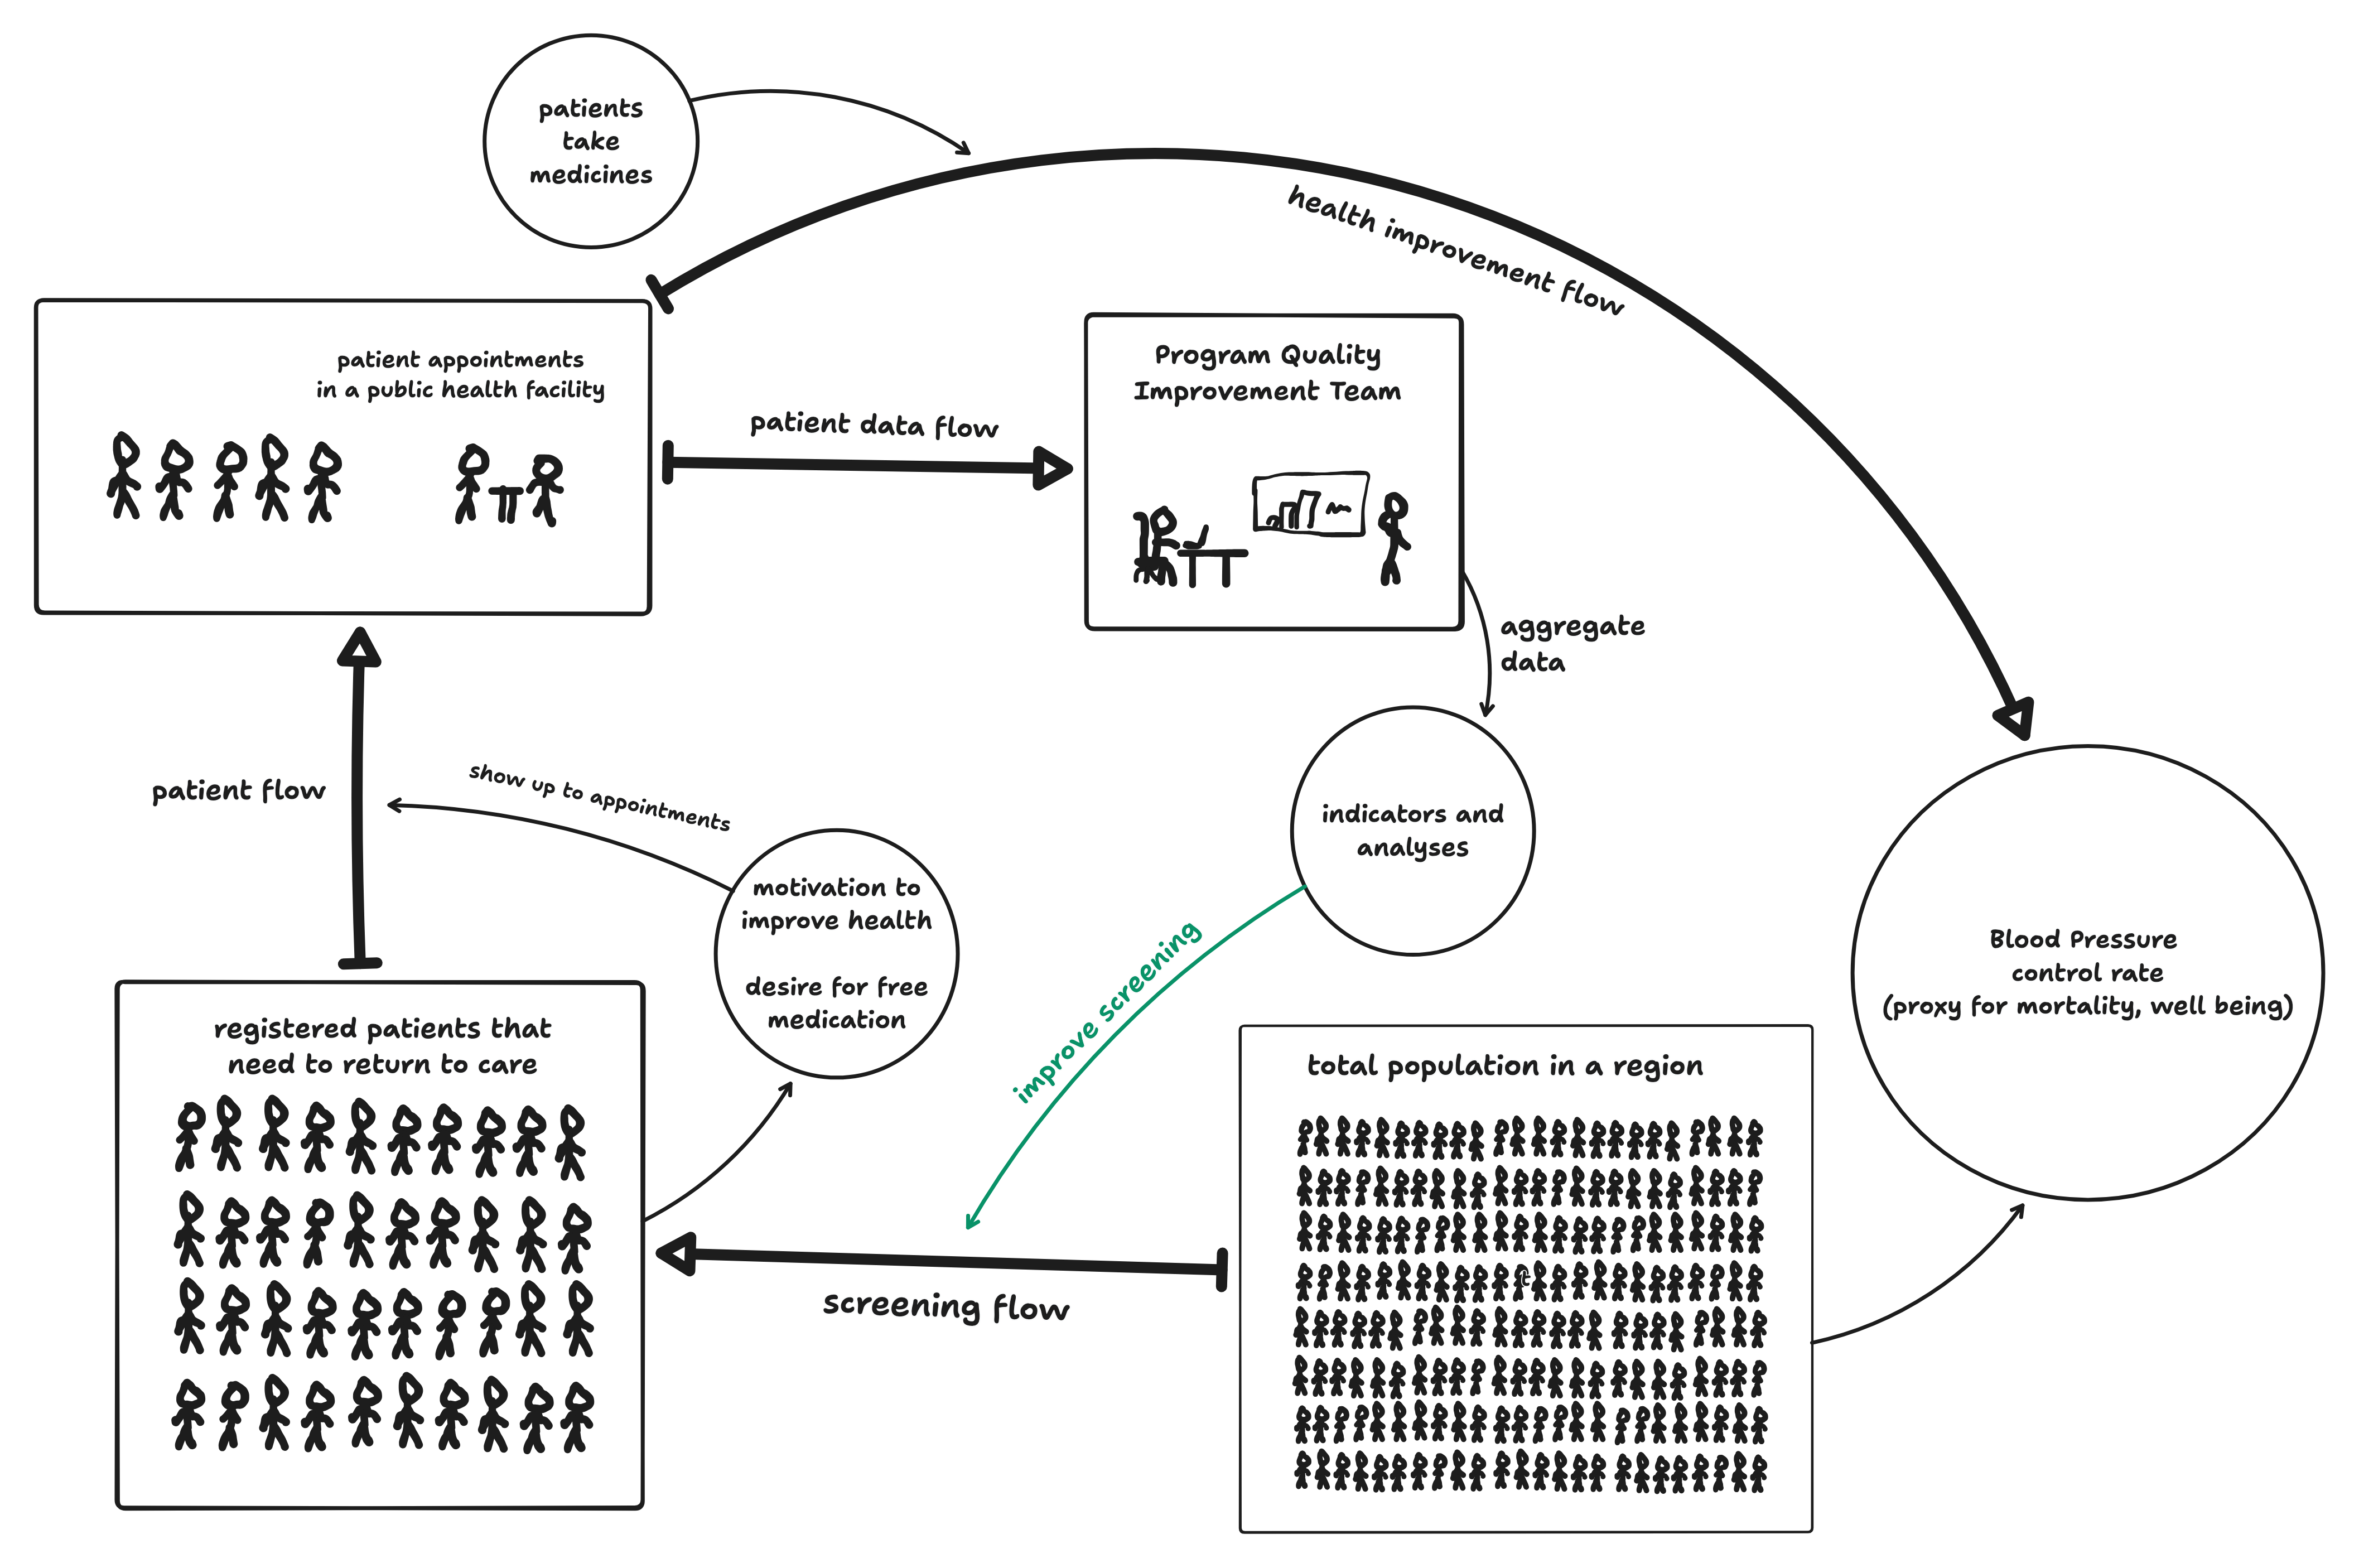 patients
take
medicines
health improvement flow
patient appointments
in a public health facility
patient data flow
Program Quality
Improvement Team
aggregate
data
patient flow
show up to appointments
motivation to
improve health
desire for free
medication
indicators and
analyses
improve screening
Blood Pressure
control rate
(proxy for mortality, well being)
registered patients that
need to return to care
total population in a region
screening flow